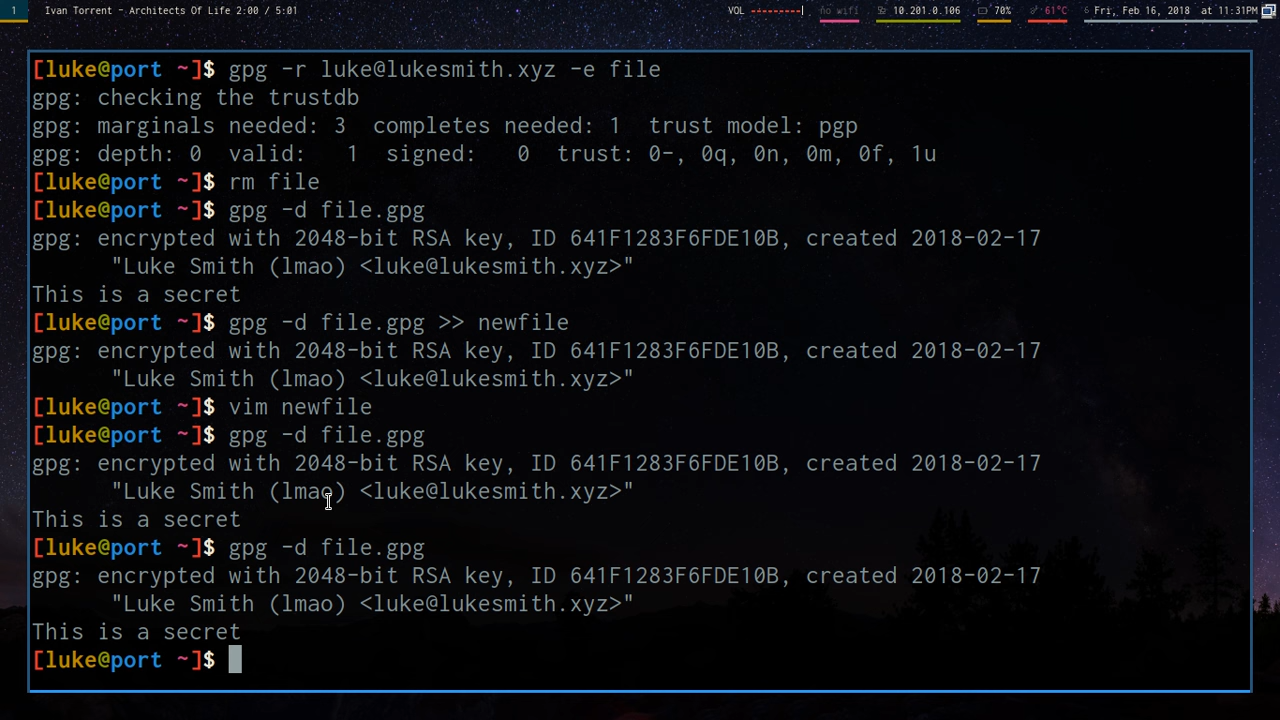 1 Ivan Torrent - Architects Of Life 2:00 / 5:01 VOL no wifi 10.201.0.106 70% 61°C Fri, Feb 16, 2018 at 11:31PM
[luke@port ~]$ gpg -r luke@lukesmith.xyz -e file
gpg: checking the trustdb
gpg: marginals needed: 3  completes needed: 1  trust model: pgp
gpg: depth: 0  valid:   1  signed:   0  trust: 0-, 0q, 0n, 0m, 0f, 1u
[luke@port ~]$ rm file
[luke@port ~]$ gpg -d file.gpg
gpg: encrypted with 2048-bit RSA key, ID 641F1283F6FDE10B, created 2018-02-17
      "Luke Smith (lmao) <luke@lukesmith.xyz>"
This is a secret
[luke@port ~]$ gpg -d file.gpg >> newfile
gpg: encrypted with 2048-bit RSA key, ID 641F1283F6FDE10B, created 2018-02-17
      "Luke Smith (lmao) <luke@lukesmith.xyz>"
[luke@port ~]$ vim newfile
[luke@port ~]$ gpg -d file.gpg
gpg: encrypted with 2048-bit RSA key, ID 641F1283F6FDE10B, created 2018-02-17
      "Luke Smith (lmao) <luke@lukesmith.xyz>"
This is a secret
[luke@port ~]$ gpg -d file.gpg
gpg: encrypted with 2048-bit RSA key, ID 641F1283F6FDE10B, created 2018-02-17
      "Luke Smith (lmao) <luke@lukesmith.xyz>"
This is a secret
[luke@port ~]$